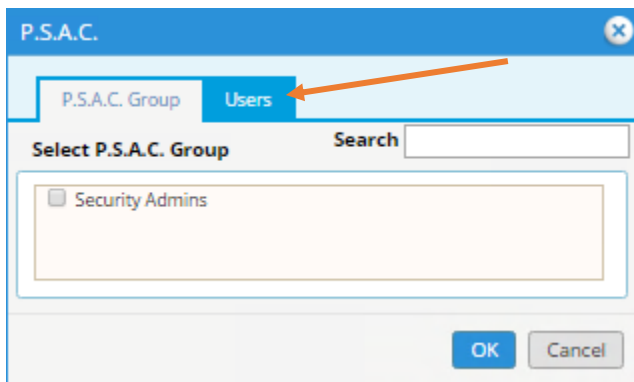 P.S.A.C.
P.S.A.C. Group Users
Select P.S.A.C. Group Search
Security Admins
OK Cancel